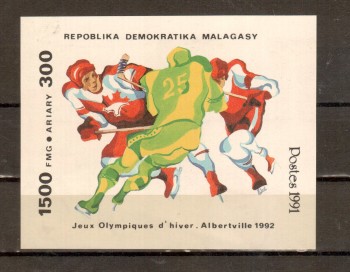 REPOBLIKA DEMOKRATIKA MALAGASY
1500 FMG • ARIARY 300
25
Postes 1991
Jeux Olympiques d'hiver. Albertville 1992